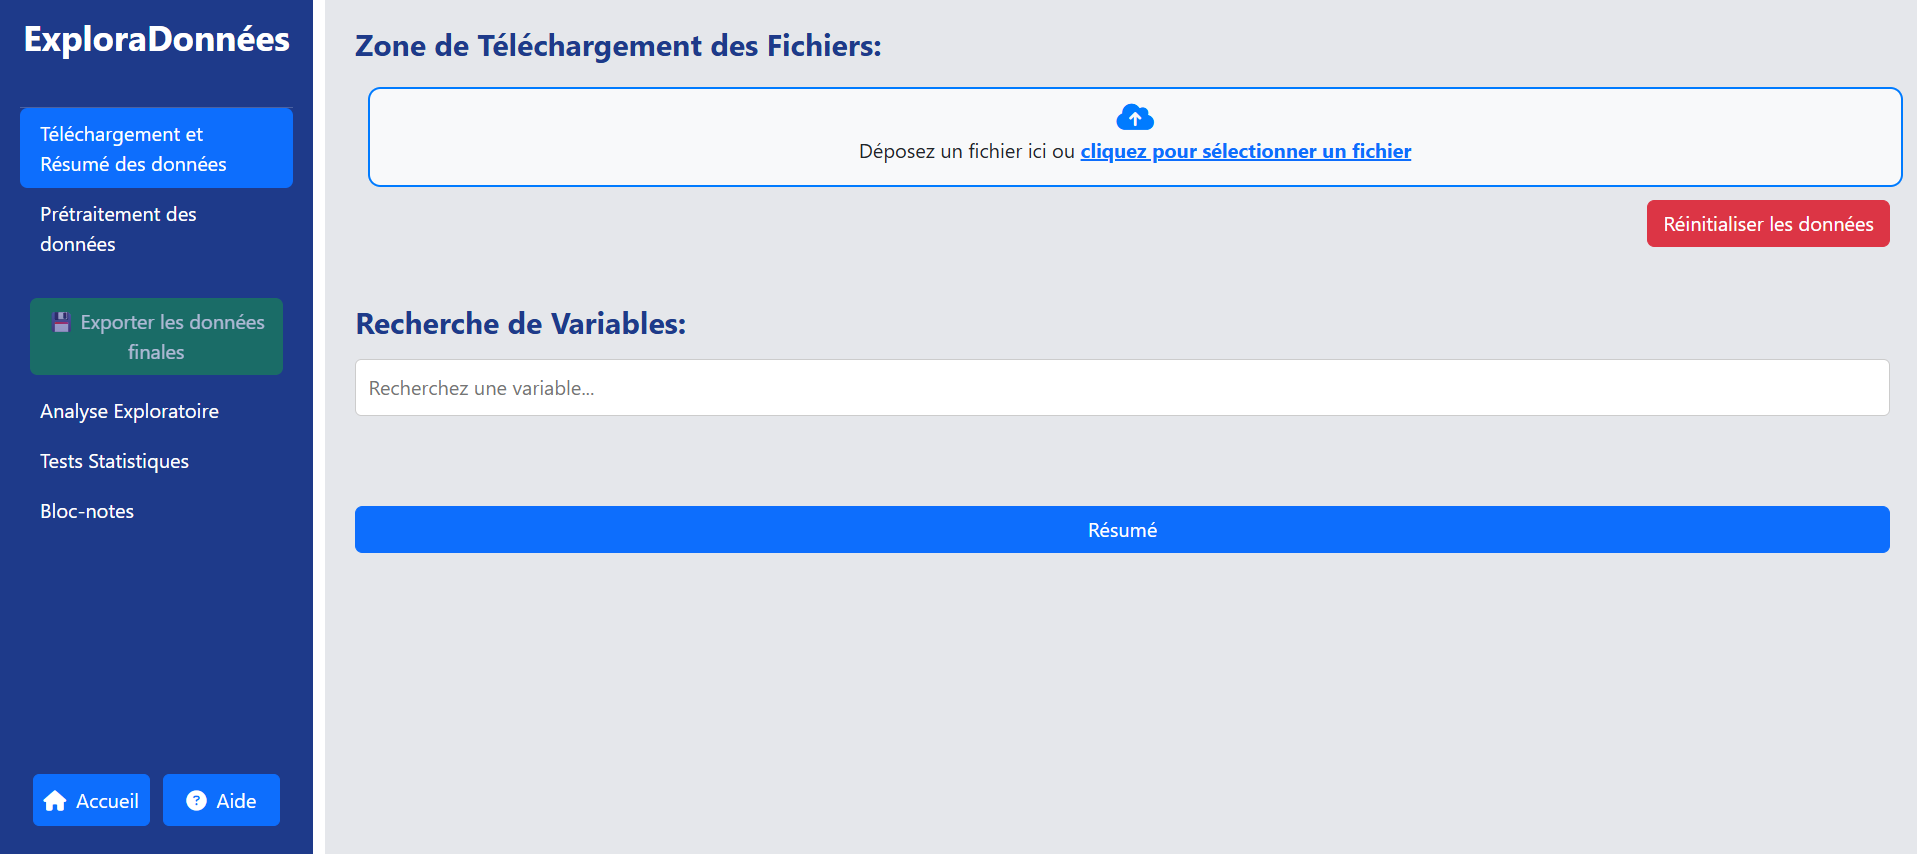 ExploraDonnées
Téléchargement et
Résumé des données
Prétraitement des
données
Exporter les données
finales
Analyse Exploratoire
Tests Statistiques
Bloc-notes
Accueil
Aide
Zone de Téléchargement des Fichiers:
Déposez un fichier ici ou cliquez pour sélectionner un fichier
Réinitialiser les données
Recherche de Variables:
Recherchez une variable...
Résumé